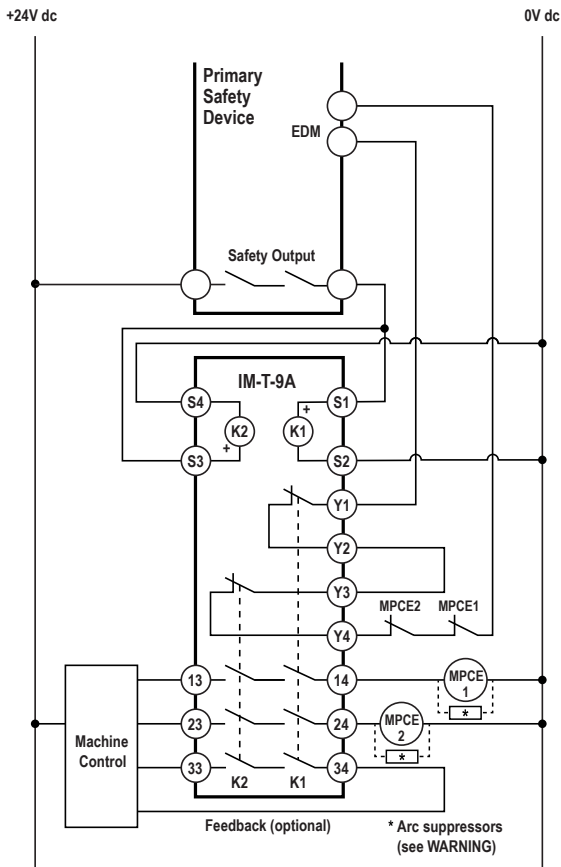 +24V dc
0V dc
Primary
Safety
Device
EDM
Safety Output
IM-T-9A
S4
S1
K2
K1
+
+
S3
S2
Y1
Y2
Y3
Y4
MPCE2
MPCE1
13
14
MPCE
1
*
23
24
MPCE
2
*
Machine
Control
33
34
K2
K1
Feedback (optional)
* Arc suppressors
(see WARNING)